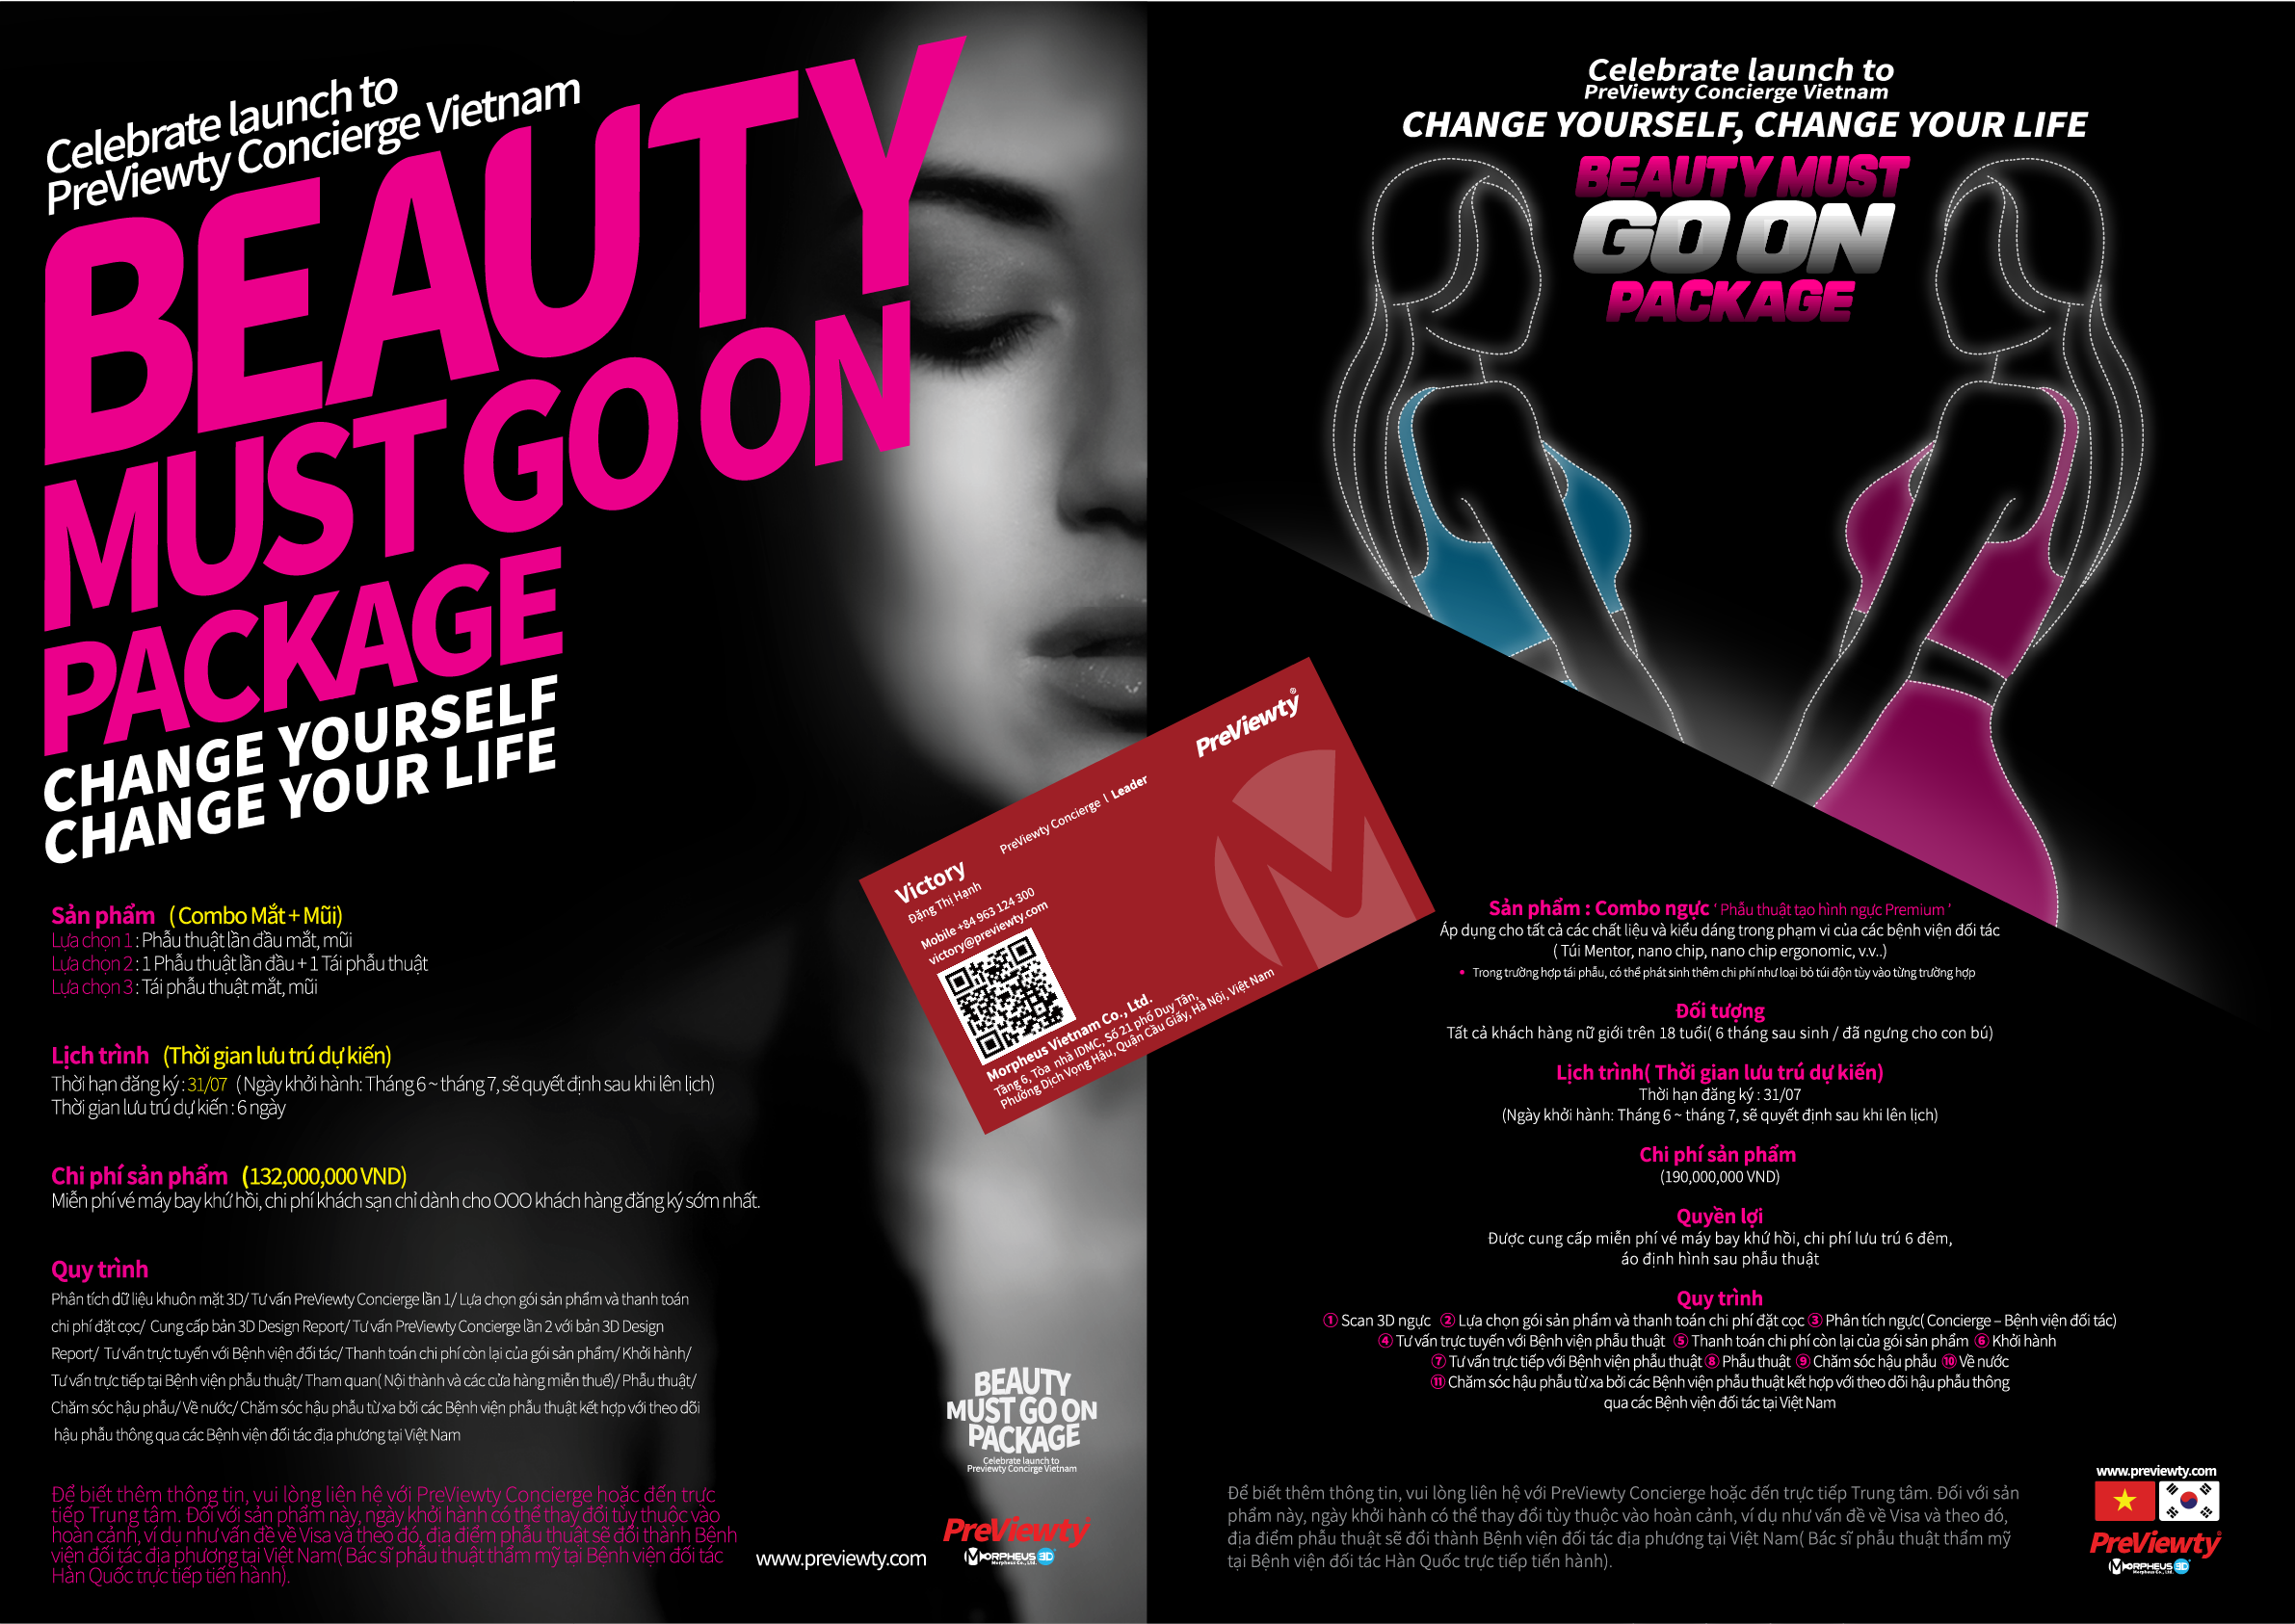 Celebrate launch to
PreViewty Concierge Vietnam
BEAUTY
MUST GO ON
PACKAGE
CHANGE YOURSELF
CHANGE YOUR LIFE
Sản phẩm ( Combo Mắt + Mũi)
Lựa chọn 1 : Phẫu thuật lần đầu mắt, mũi
Lựa chọn 2 : 1 Phẫu thuật lần đầu + 1 Tái phẫu thuật
Lựa chọn 3 : Tái phẫu thuật mắt, mũi
Lịch trình (Thời gian lưu trú dự kiến)
Thời hạn đăng ký : 31/07 ( Ngày khởi hành: Tháng 6 ~ tháng 7, sẽ quyết định sau khi lên lịch)
Thời gian lưu trú dự kiến : 6 ngày
Chi phí sản phẩm (132,000,000 VND)
Miễn phí vé máy bay khứ hồi, chi phí khách sạn chỉ dành cho OOO khách hàng đăng ký sớm nhất.
Quy trình
Phân tích dữ liệu khuôn mặt 3D/ Tư vấn PreViewty Concierge lần 1/ Lựa chọn gói sản phẩm và thanh toán
chi phí đặt cọc/ Cung cấp bản 3D Design Report/ Tư vấn PreViewty Concierge lần 2 với bản 3D Design
Report/ Tư vấn trực tuyến với Bệnh viện đối tác/ Thanh toán chi phí còn lại của gói sản phẩm/ Khởi hành/
Tư vấn trực tiếp tại Bệnh viện phẫu thuật/ Tham quan( Nội thành và các cửa hàng miễn thuế)/ Phẫu thuật/
Chăm sóc hậu phẫu/ Về nước/ Chăm sóc hậu phẫu từ xa bởi các Bệnh viện phẫu thuật kết hợp với theo dõi
hậu phẫu thông qua các Bệnh viện đối tác địa phương tại Việt Nam
Để biết thêm thông tin, vui lòng liên hệ với PreViewty Concierge hoặc đến trực
tiếp Trung tâm. Đối với sản phẩm này, ngày khởi hành có thể thay đổi tùy thuộc vào
hoàn cảnh, ví dụ như vấn đề về Visa và theo đó, địa điểm phẫu thuật sẽ đổi thành Bệnh
viện đối tác địa phương tại Việt Nam( Bác sĩ phẫu thuật thẩm mỹ tại Bệnh viện đối tác
Hàn Quốc trực tiếp tiến hành).
www.previewty.com
BEAUTY
MUST GO ON
PACKAGE
Celebrate launch to
Previewty Concirge Vietnam
PreViewty
MORPHEUS 3D
Morpheus Co., Ltd.
PreViewty®
PreViewty Concierge l Leader
Victory
Đặng Thị Hạnh
Mobile +84 963 124 300
victory@previewty.com
Morpheus Vietnam Co., Ltd.
Tầng 6, Tòa nhà IDMC, Số 21 phố Duy Tân,
Phường Dịch Vọng Hậu, Quận Cầu Giấy, Hà Nội, Việt Nam
Celebrate launch to
PreViewty Concierge Vietnam
CHANGE YOURSELF, CHANGE YOUR LIFE
BEAUTY MUST
GO ON
PACKAGE
Sản phẩm : Combo ngực ‘ Phẫu thuật tạo hình ngực Premium ’
Áp dụng cho tất cả các chất liệu và kiểu dáng trong phạm vi của các bệnh viện đối tác
( Túi Mentor, nano chip, nano chip ergonomic, v.v..)
• Trong trường hợp tái phẫu, có thể phát sinh thêm chi phí như loại bỏ túi độn tùy vào từng trường hợp
Đối tượng
Tất cả khách hàng nữ giới trên 18 tuổi( 6 tháng sau sinh / đã ngưng cho con bú)
Lịch trình( Thời gian lưu trú dự kiến)
Thời hạn đăng ký : 31/07
(Ngày khởi hành: Tháng 6 ~ tháng 7, sẽ quyết định sau khi lên lịch)
Chi phí sản phẩm
(190,000,000 VND)
Quyền lợi
Được cung cấp miễn phí vé máy bay khứ hồi, chi phí lưu trú 6 đêm,
áo định hình sau phẫu thuật
Quy trình
① Scan 3D ngực ② Lựa chọn gói sản phẩm và thanh toán chi phí đặt cọc ③ Phân tích ngực( Concierge – Bệnh viện đối tác)
④ Tư vấn trực tuyến với Bệnh viện phẫu thuật ⑤ Thanh toán chi phí còn lại của gói sản phẩm ⑥ Khởi hành
⑦ Tư vấn trực tiếp với Bệnh viện phẫu thuật ⑧ Phẫu thuật ⑨ Chăm sóc hậu phẫu ⑩ Về nước
⑪ Chăm sóc hậu phẫu từ xa bởi các Bệnh viện phẫu thuật kết hợp với theo dõi hậu phẫu thông
qua các Bệnh viện đối tác tại Việt Nam
Để biết thêm thông tin, vui lòng liên hệ với PreViewty Concierge hoặc đến trực tiếp Trung tâm. Đối với sản
phẩm này, ngày khởi hành có thể thay đổi tùy thuộc vào hoàn cảnh, ví dụ như vấn đề về Visa và theo đó,
địa điểm phẫu thuật sẽ đổi thành Bệnh viện đối tác địa phương tại Việt Nam( Bác sĩ phẫu thuật thẩm mỹ
tại Bệnh viện đối tác Hàn Quốc trực tiếp tiến hành).
www.previewty.com
PreViewty
MORPHEUS 3D
Morpheus Co., Ltd.